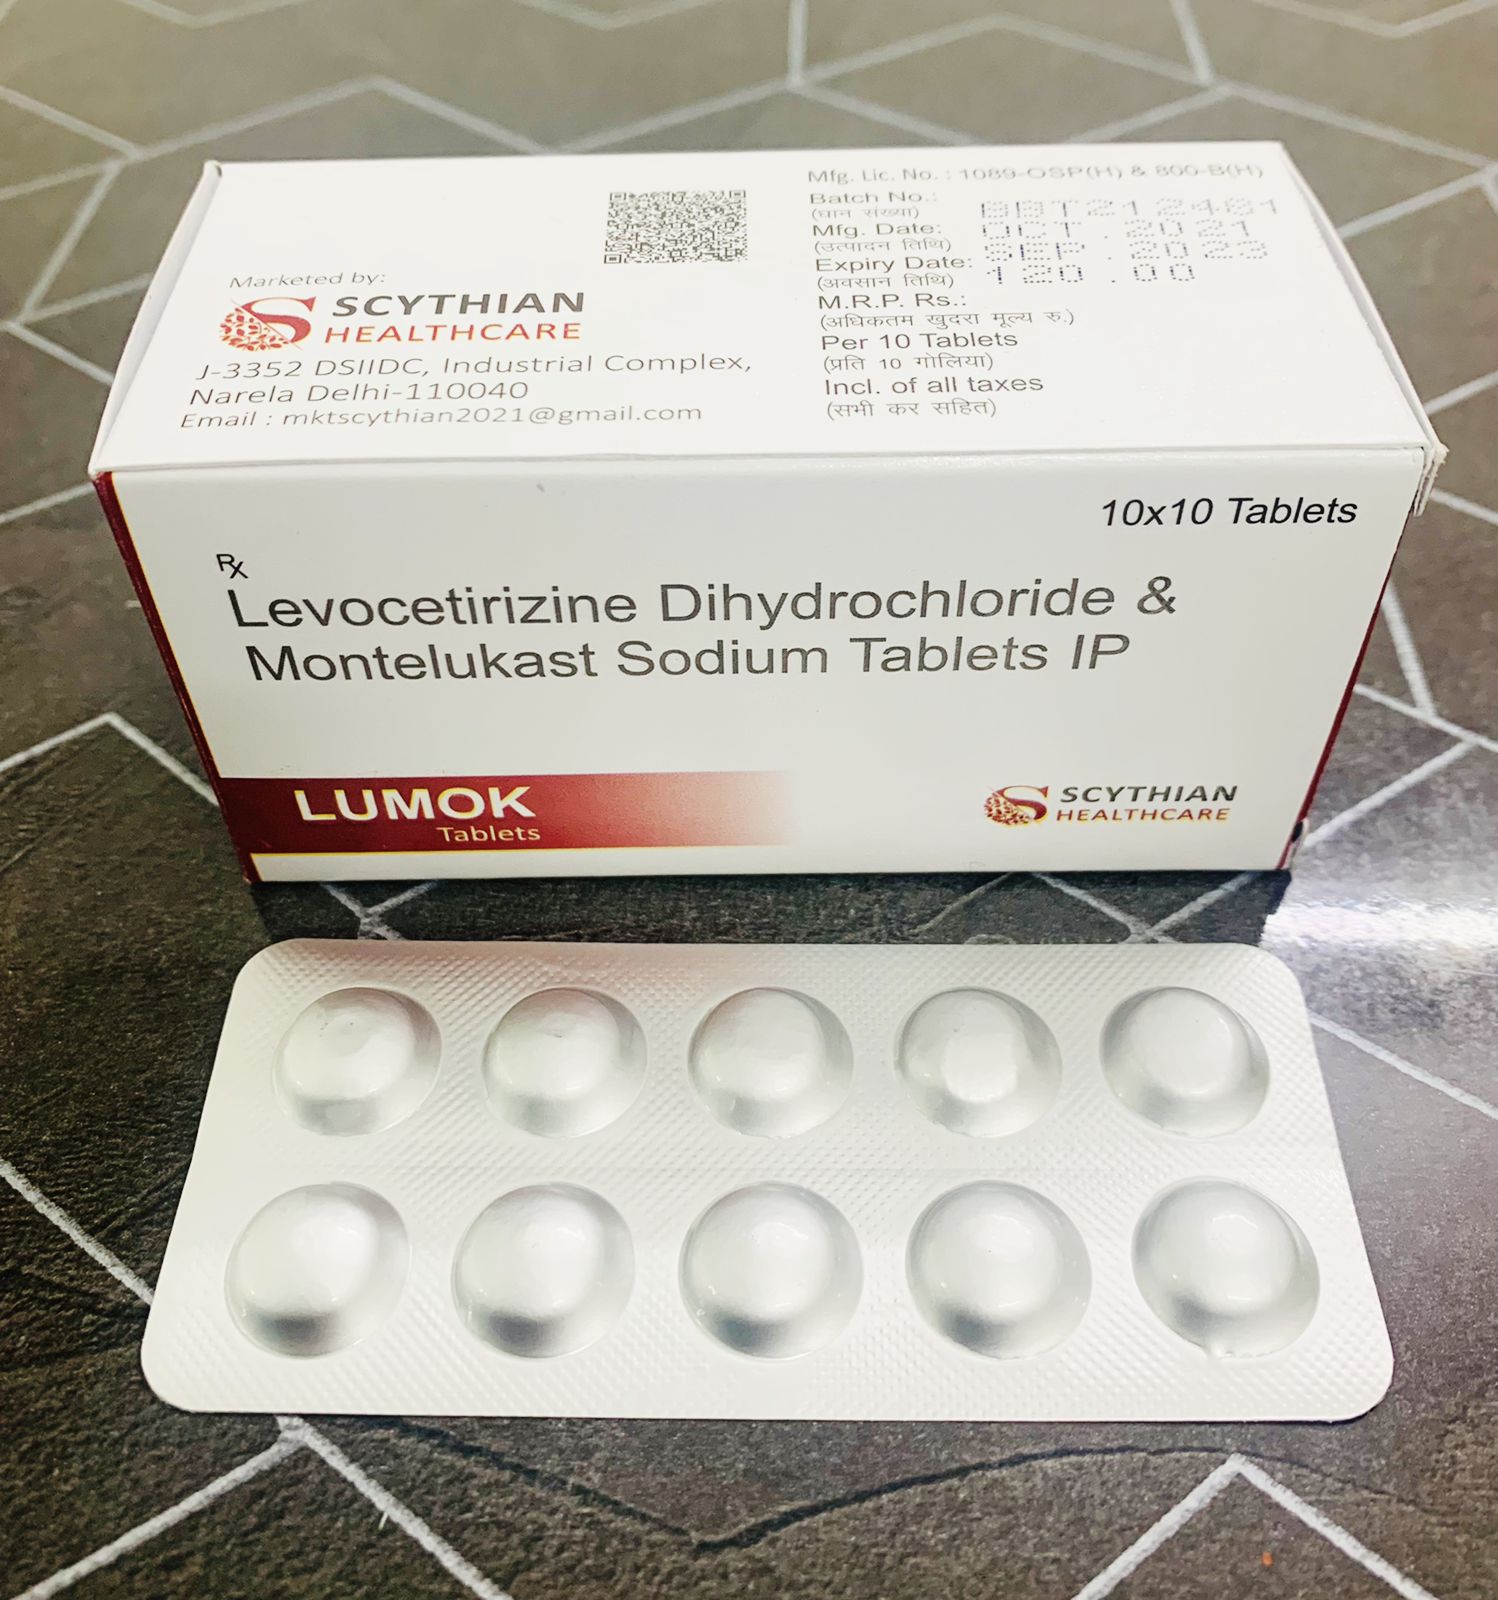 Mfg. Lic. No. : 1089-OSP(H) & 800-B(H)
Batch No.:
(घान संख्या)
Mfg. Date: OCT.2021
(उत्पादन तिथि)
Expiry Date: SEP.2023
(अवसान तिथि) 120.00
M.R.P. Rs.:
(अधिकतम खुदरा मूल्य रु.)
Per 10 Tablets
(प्रति 10 गोलिया)
Incl. of all taxes
(सभी कर सहित)
Marketed by:
SCYTHIAN
HEALTHCARE
J-3352 DSIIDC, Industrial Complex,
Narela Delhi-110040
Email : mktscythian2021@gmail.com
10x10 Tablets
Rx
Levocetirizine Dihydrochloride &
Montelukast Sodium Tablets IP
LUMOK
Tablets
SCYTHIAN
HEALTHCARE